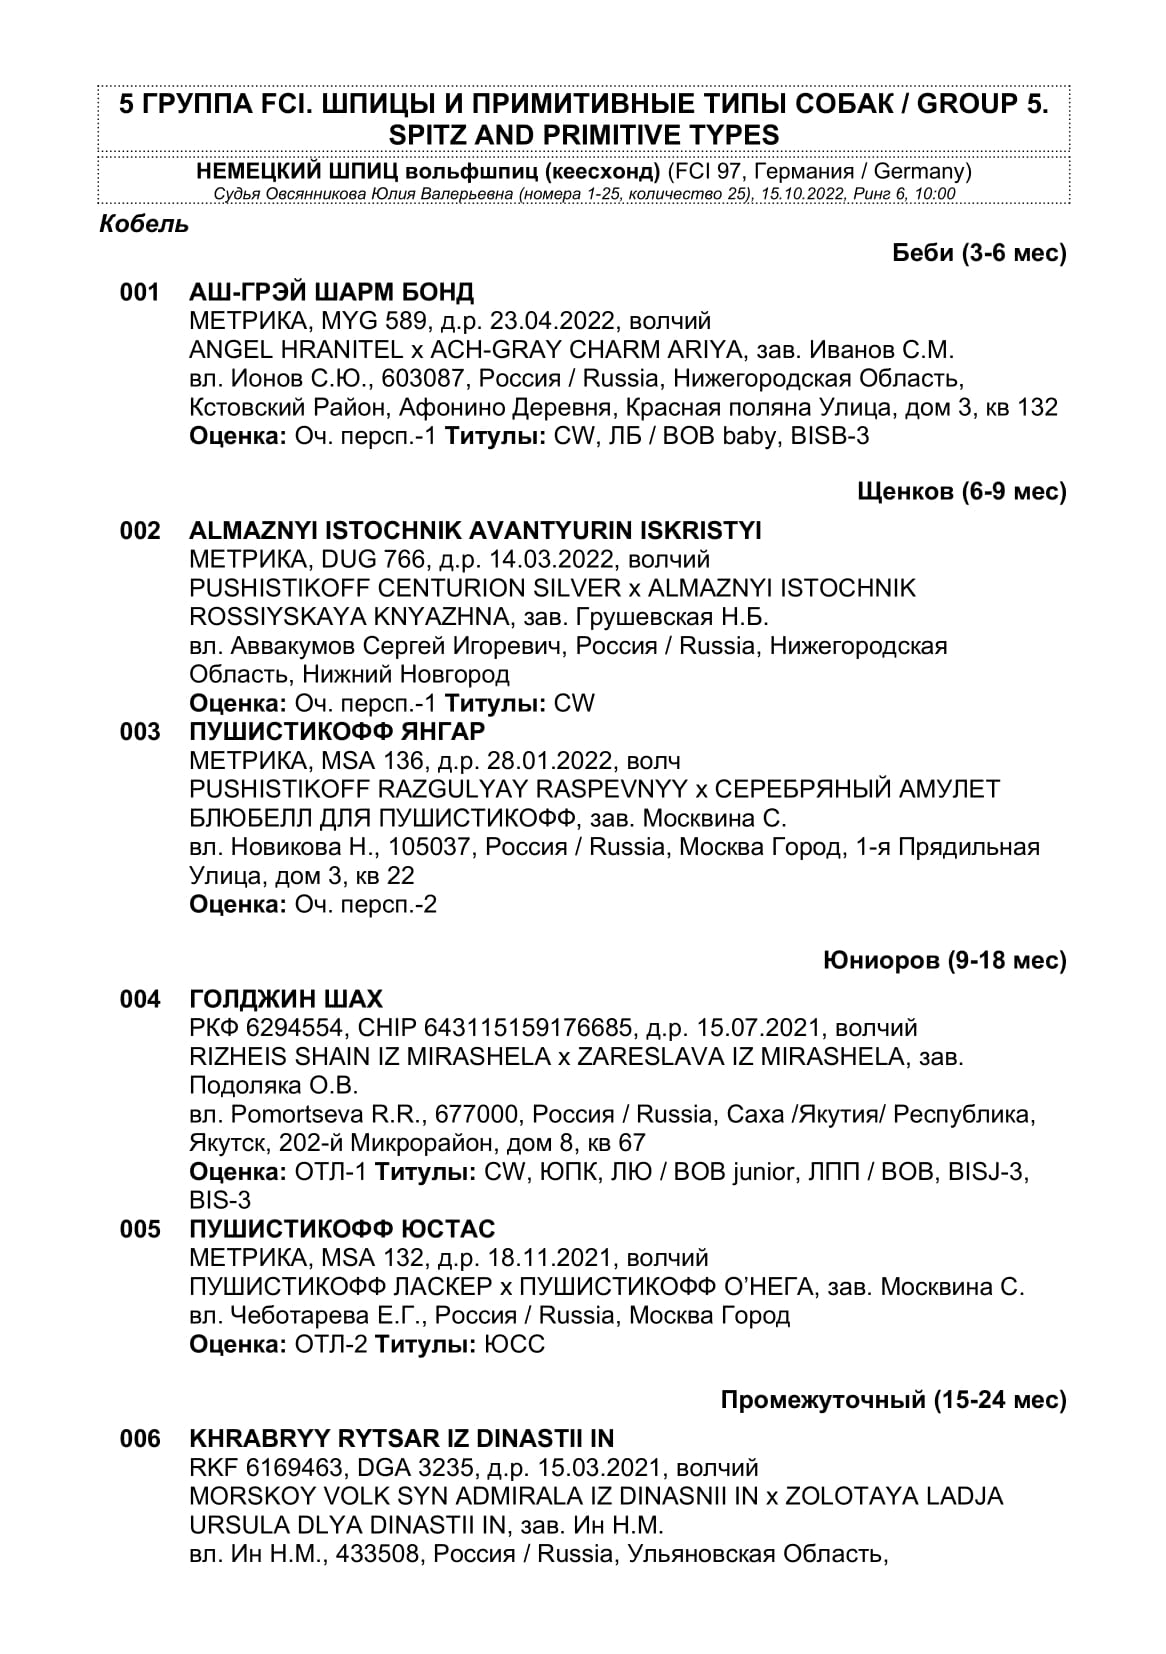 5 ГРУППА FCI. ШПИЦЫ И ПРИМИТИВНЫЕ ТИПЫ СОБАК / GROUP 5.
SPITZ AND PRIMITIVE TYPES
НЕМЕЦКИЙ ШПИЦ вольфшпиц (кеесхонд) (FCI 97, Германия / Germany)
Судья Овсянникова Юлия Валерьевна (номера 1-25, количество 25), 15.10.2022, Ринг 6, 10:00
Кобель
Беби (3-6 мес)
001 АШ-ГРЭЙ ШАРМ БОНД
МЕТРИКА, MYG 589, д.р. 23.04.2022, волчий
ANGEL HRANITEL x ACH-GRAY CHARM ARIYA, зав. Иванов С.М.
вл. Ионов С.Ю., 603087, Россия / Russia, Нижегородская Область,
Кстовский Район, Афонино Деревня, Красная поляна Улица, дом 3, кв 132
Оценка: Оч. персп.-1 Титулы: CW, ЛБ / BOB baby, BISB-3
Щенков (6-9 мес)
002 ALMAZNYI ISTOCHNIK AVANTYURIN ISKRISTYI
МЕТРИКА, DUG 766, д.р. 14.03.2022, волчий
PUSHISTIKOFF CENTURION SILVER x ALMAZNYI ISTOCHNIK
ROSSIYSKAYA KNYAZHNA, зав. Грушевская Н.Б.
вл. Аввакумов Сергей Игоревич, Россия / Russia, Нижегородская
Область, Нижний Новгород
Оценка: Оч. персп.-1 Титулы: CW
003 ПУШИСТИКОФФ ЯНГАР
МЕТРИКА, MSA 136, д.р. 28.01.2022, волч
PUSHISTIKOFF RAZGULYAY RASPEVNYY x СЕРЕБРЯНЫЙ АМУЛЕТ
БЛЮБЕЛЛ ДЛЯ ПУШИСТИКОФФ, зав. Москвина С.
вл. Новикова Н., 105037, Россия / Russia, Москва Город, 1-я Прядильная
Улица, дом 3, кв 22
Оценка: Оч. персп.-2
Юниоров (9-18 мес)
004 ГОЛДЖИН ШАХ
РКФ 6294554, CHIP 643115159176685, д.р. 15.07.2021, волчий
RIZHEIS SHAIN IZ MIRASHELA x ZARESLAVA IZ MIRASHELA, зав.
Подоляка О.В.
вл. Pomortseva R.R., 677000, Россия / Russia, Саха /Якутия/ Республика,
Якутск, 202-й Микрорайон, дом 8, кв 67
Оценка: ОТЛ-1 Титулы: CW, ЮПК, ЛЮ / BOB junior, ЛПП / BOB, BISJ-3,
BIS-3
005 ПУШИСТИКОФФ ЮСТАС
МЕТРИКА, MSA 132, д.р. 18.11.2021, волчий
ПУШИСТИКОФФ ЛАСКЕР x ПУШИСТИКОФФ О’НЕГА, зав. Москвина С.
вл. Чеботарева Е.Г., Россия / Russia, Москва Город
Оценка: ОТЛ-2 Титулы: ЮСС
Промежуточный (15-24 мес)
006 KHRABRYY RYTSAR IZ DINASTII IN
RKF 6169463, DGA 3235, д.р. 15.03.2021, волчий
MORSKOY VOLK SYN ADMIRALA IZ DINASNII IN x ZOLOTAYA LADJA
URSULA DLYA DINASTII IN, зав. Ин Н.М.
вл. Ин Н.М., 433508, Россия / Russia, Ульяновская Область,